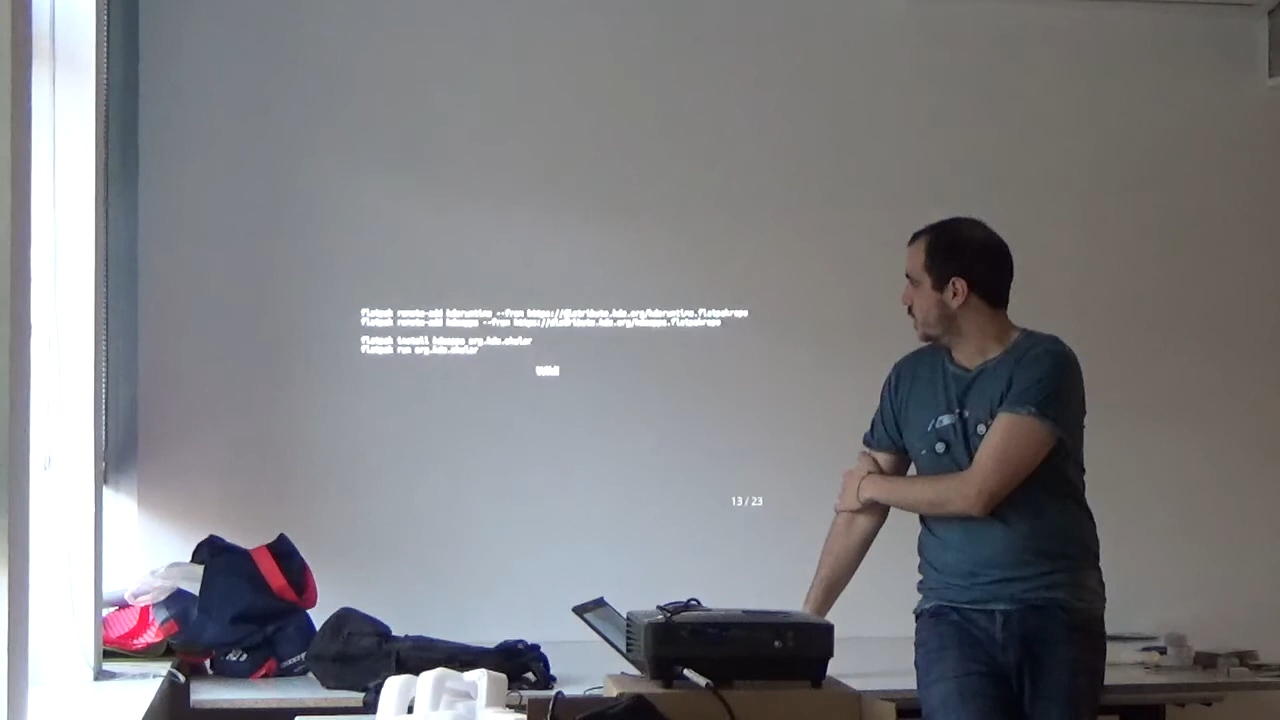 flatpak remote-add kderuntime --from https://distribute.kde.org/kderuntime.flatpakrepo
flatpak remote-add kdeapps --from https://distribute.kde.org/kdeapps.flatpakrepo
flatpak install kdeapps org.kde.okular
flatpak run org.kde.okular
13 / 23